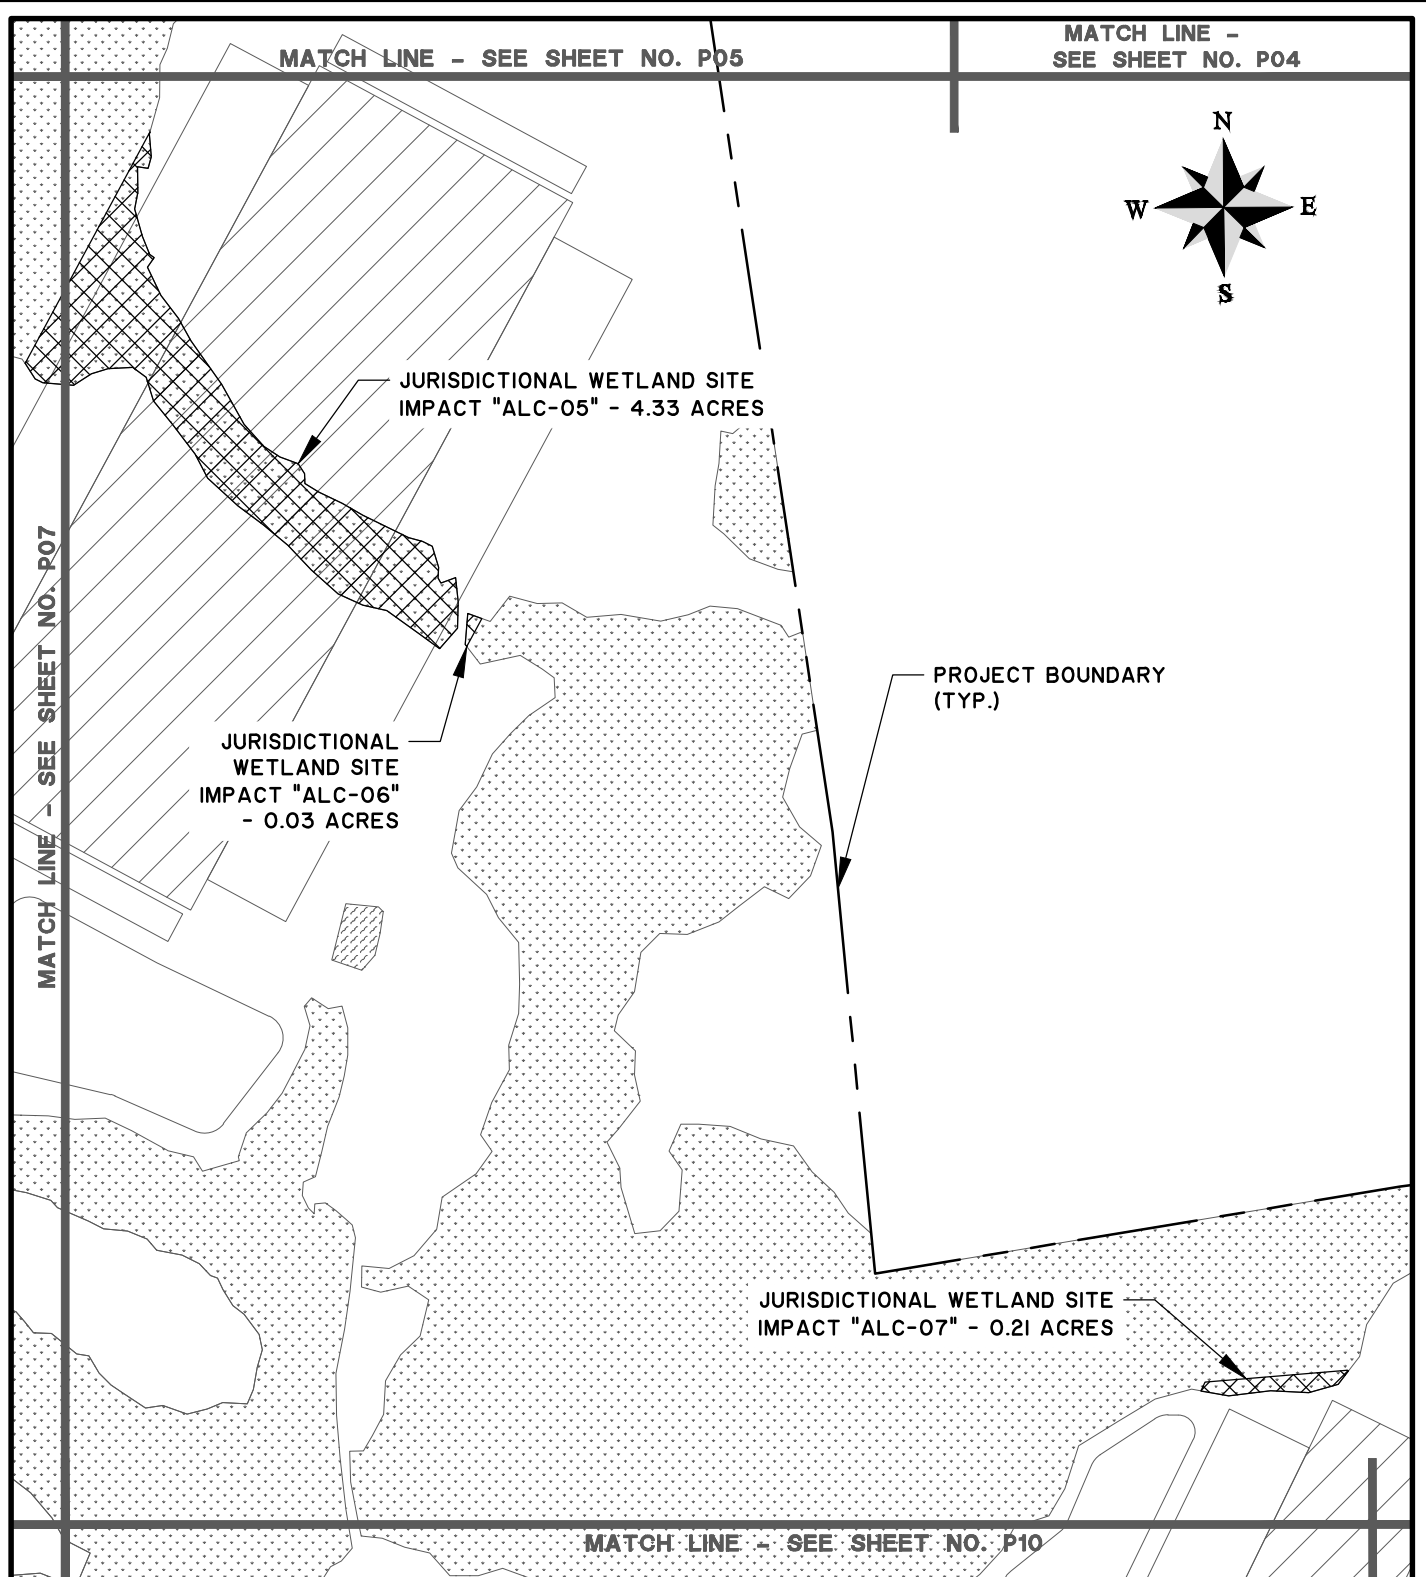 MATCH LINE - SEE SHEET NO. P05
MATCH LINE -
SEE SHEET NO. P04
N
W
E
S
JURISDICTIONAL WETLAND SITE
IMPACT "ALC-05" - 4.33 ACRES
MATCH LINE - SEE SHEET NO. P07
PROJECT BOUNDARY
(TYP.)
JURISDICTIONAL
WETLAND SITE
IMPACT "ALC-06"
- 0.03 ACRES
JURISDICTIONAL WETLAND SITE
IMPACT "ALC-07" - 0.21 ACRES
MATCH LINE - SEE SHEET NO. P10